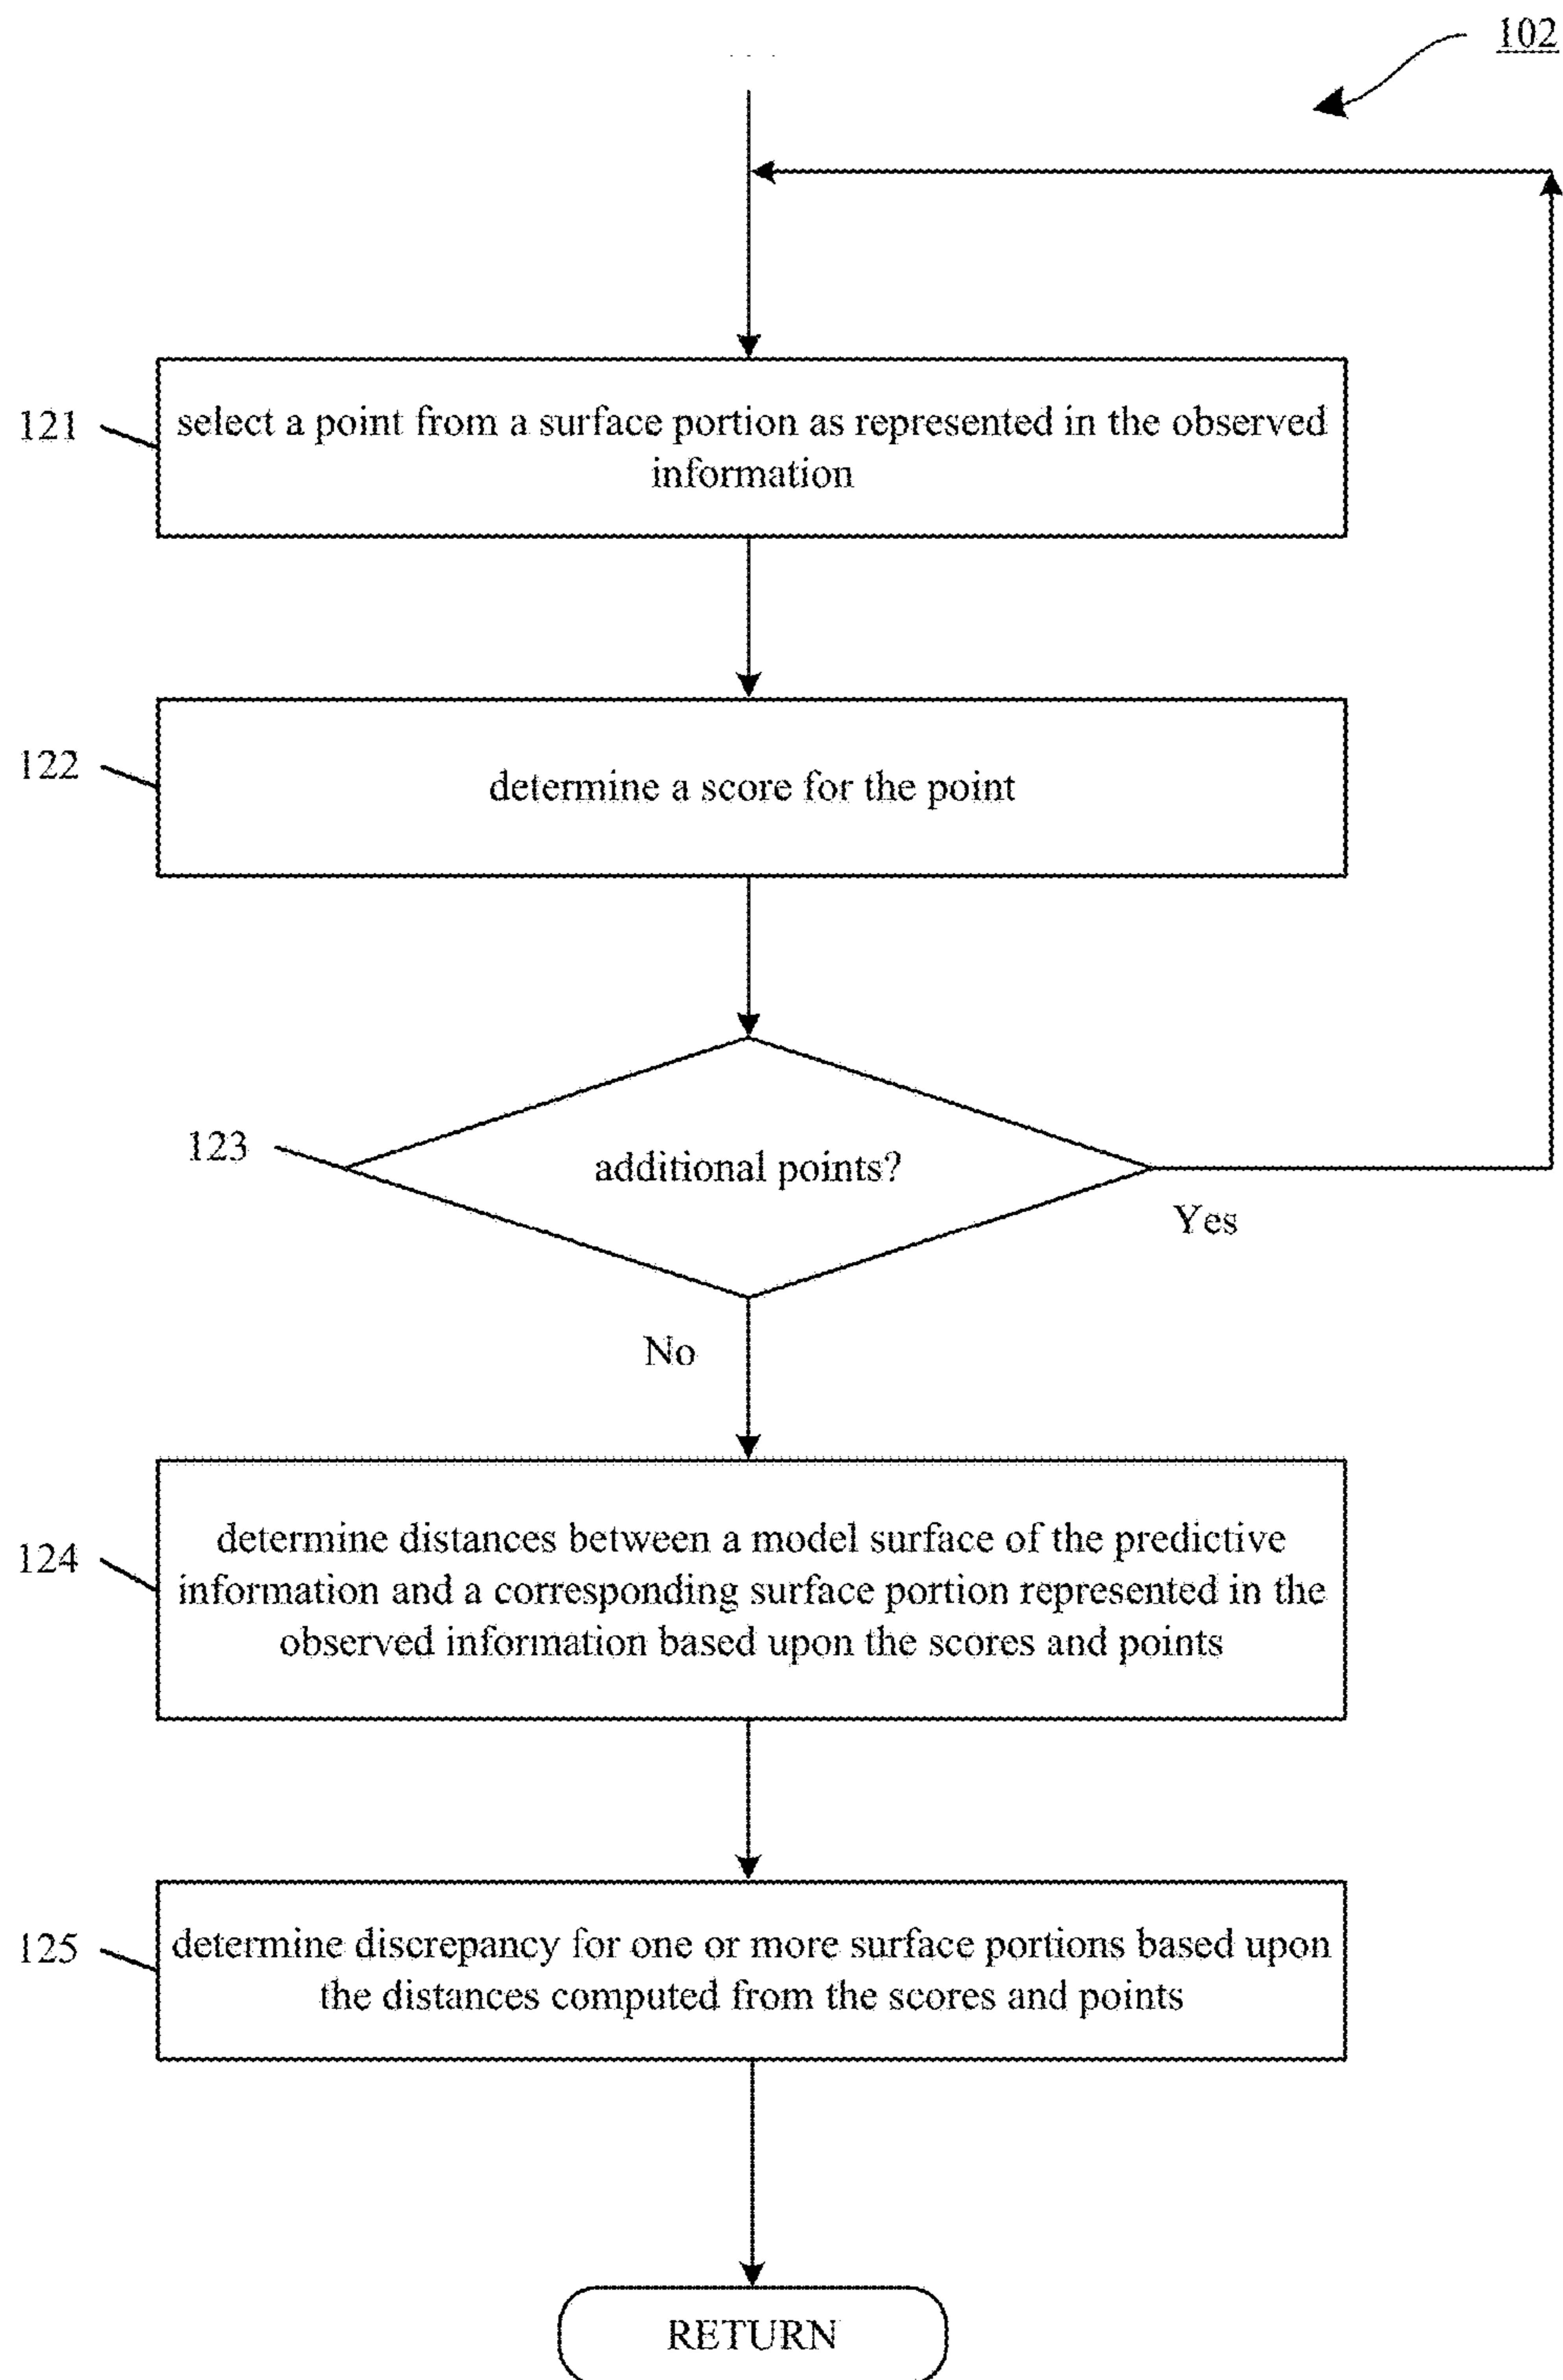 102
121
select a point from a surface portion as represented in the observed
information
122
determine a score for the point
123
additional points?
Yes
No
124
determine distances between a model surface of the predictive
information and a corresponding surface portion represented in the
observed information based upon the scores and points
125
determine discrepancy for one or more surface portions based upon
the distances computed from the scores and points
RETURN